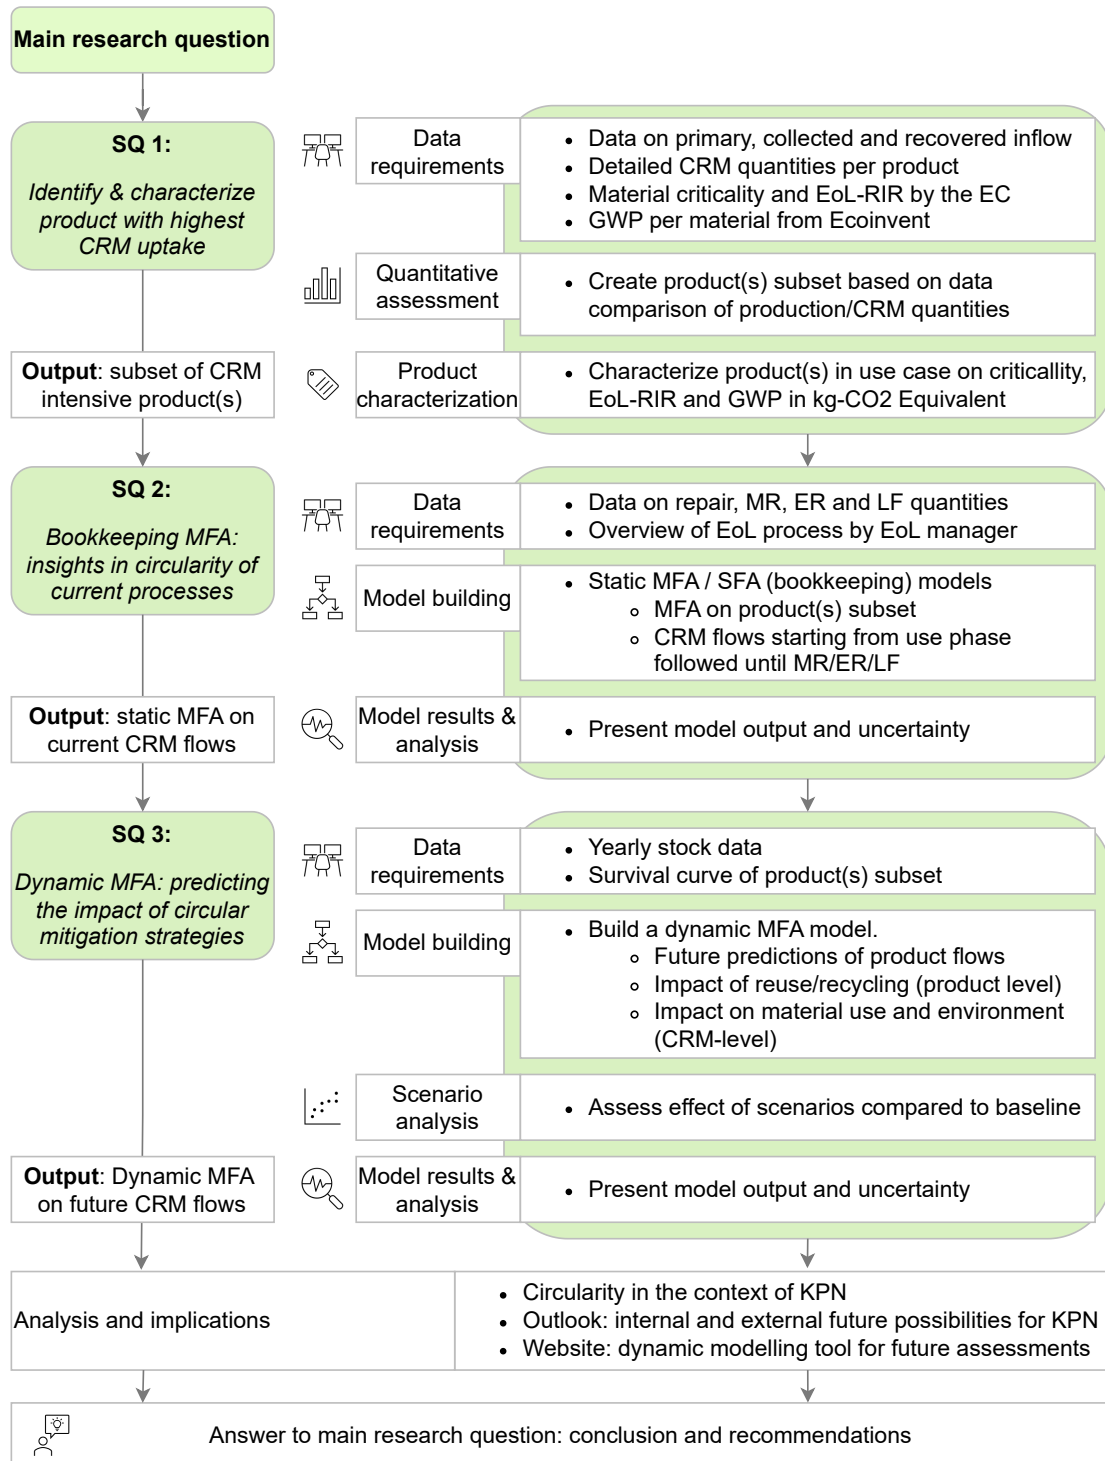 Main research question
SQ 1:
Identify & characterize
product with highest
CRM uptake
Data
requirements
• Data on primary, collected and recovered inflow
• Detailed CRM quantities per product
• Material criticality and EoL-RIR by the EC
• GWP per material from Ecoinvent
Quantitative
assessment
• Create product(s) subset based on data
comparison of production/CRM quantities
Output: subset of CRM
intensive product(s)
Product
characterization
• Characterize product(s) in use case on criticallity,
EoL-RIR and GWP in kg-CO2 Equivalent
SQ 2:
Bookkeeping MFA:
insights in circularity of
current processes
Data
requirements
• Data on repair, MR, ER and LF quantities
• Overview of EoL process by EoL manager
Model building
• Static MFA / SFA (bookkeeping) models
◦ MFA on product(s) subset
◦ CRM flows starting from use phase
followed until MR/ER/LF
Output: static MFA on
current CRM flows
Model results &
analysis
• Present model output and uncertainty
SQ 3:
Dynamic MFA: predicting
the impact of circular
mitigation strategies
Data
requirements
• Yearly stock data
• Survival curve of product(s) subset
Model building
• Build a dynamic MFA model.
◦ Future predictions of product flows
◦ Impact of reuse/recycling (product level)
◦ Impact on material use and environment
(CRM-level)
Scenario
analysis
• Assess effect of scenarios compared to baseline
Output: Dynamic MFA
on future CRM flows
Model results &
analysis
• Present model output and uncertainty
Analysis and implications
• Circularity in the context of KPN
• Outlook: internal and external future possibilities for KPN
• Website: dynamic modelling tool for future assessments
Answer to main research question: conclusion and recommendations